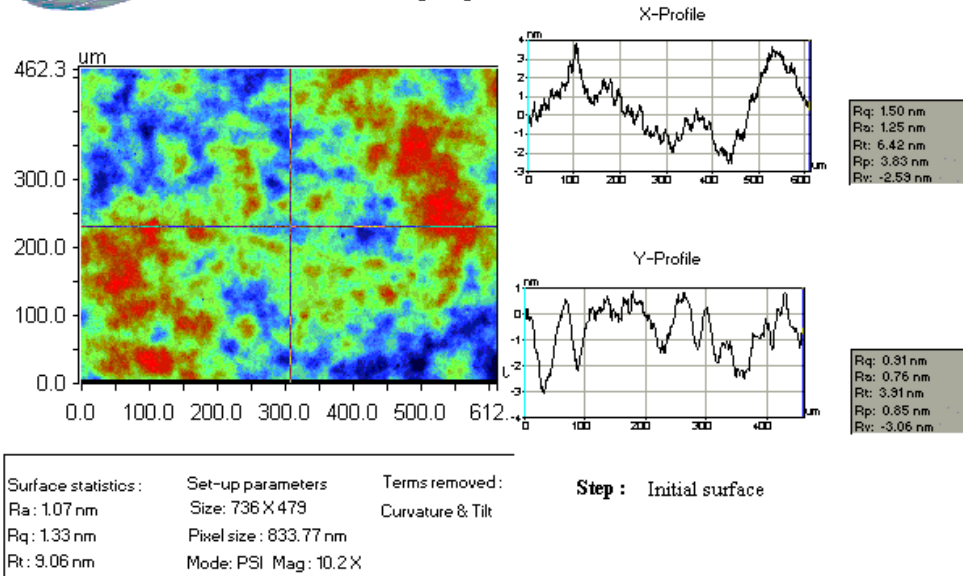 X-Profile
um
462.3
300.0
200.0
100.0
0.0
0.0 100.0 200.0 300.0 400.0 500.0 612.
nm
4
3
2
1
0
-1
-2
-3
0 100 200 300 400 500 600
um
Rq: 1.50 nm
Ra: 1.25 nm
Rt: 6.42 nm
Rp: 3.83 nm
Rv: -2.59 nm
Y-Profile
nm
1
0
-1
-2
-3
-4
0 100 200 300 400
um
Rq: 0.91 nm
Ra: 0.76 nm
Rt: 3.91 nm
Rp: 0.85 nm
Rv: -3.06 nm
Surface statistics:
Ra: 1.07 nm
Rq: 1.33 nm
Rt: 9.06 nm
Set-up parameters
Size: 736 X 479
Pixel size: 833.77 nm
Mode: PSI Mag: 10.2 X
Terms removed:
Curvature & Tilt
Step : Initial surface